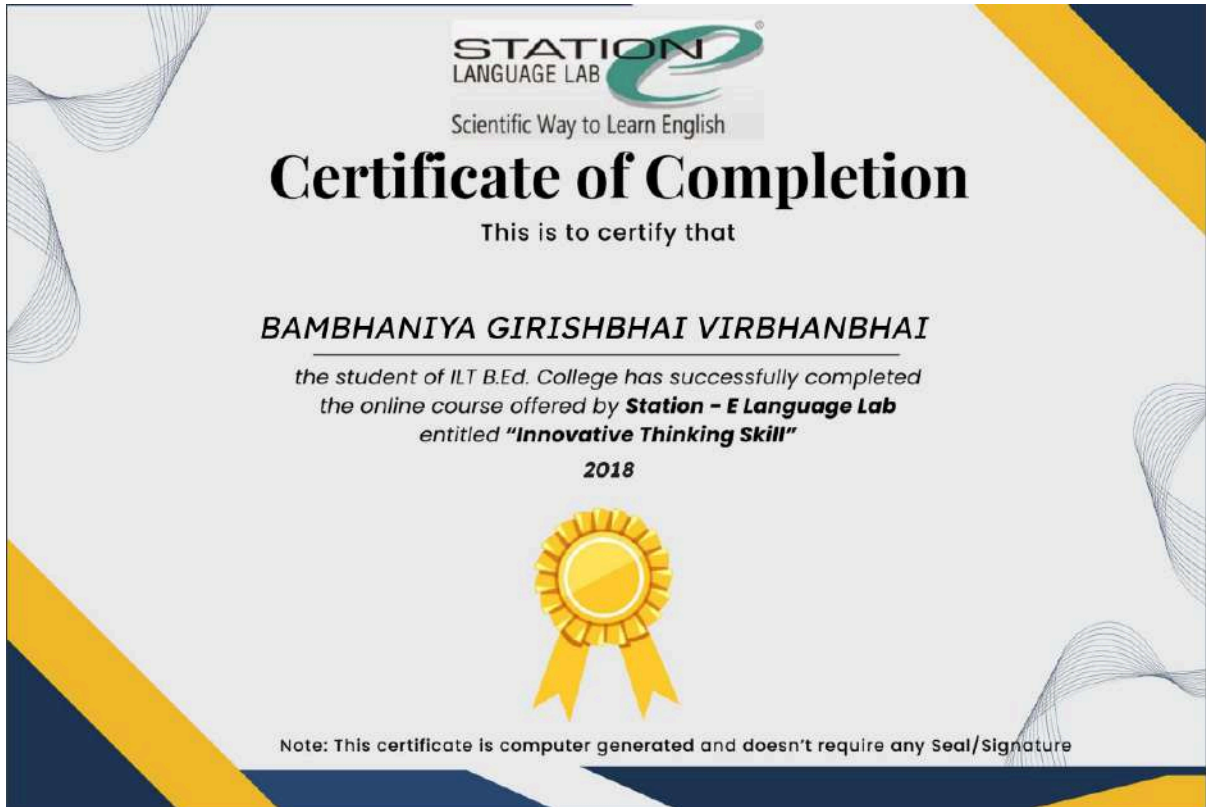 STATION e ®
LANGUAGE LAB
Scientific Way to Learn English
Certificate of Completion
This is to certify that
BAMBHANIYA GIRISHBHAI VIRBHANBHAI
the student of ILT B.Ed. College has successfully completed
the online course offered by Station - E Language Lab
entitled “Innovative Thinking Skill”
2018
Note: This certificate is computer generated and doesn't require any Seal/Signature